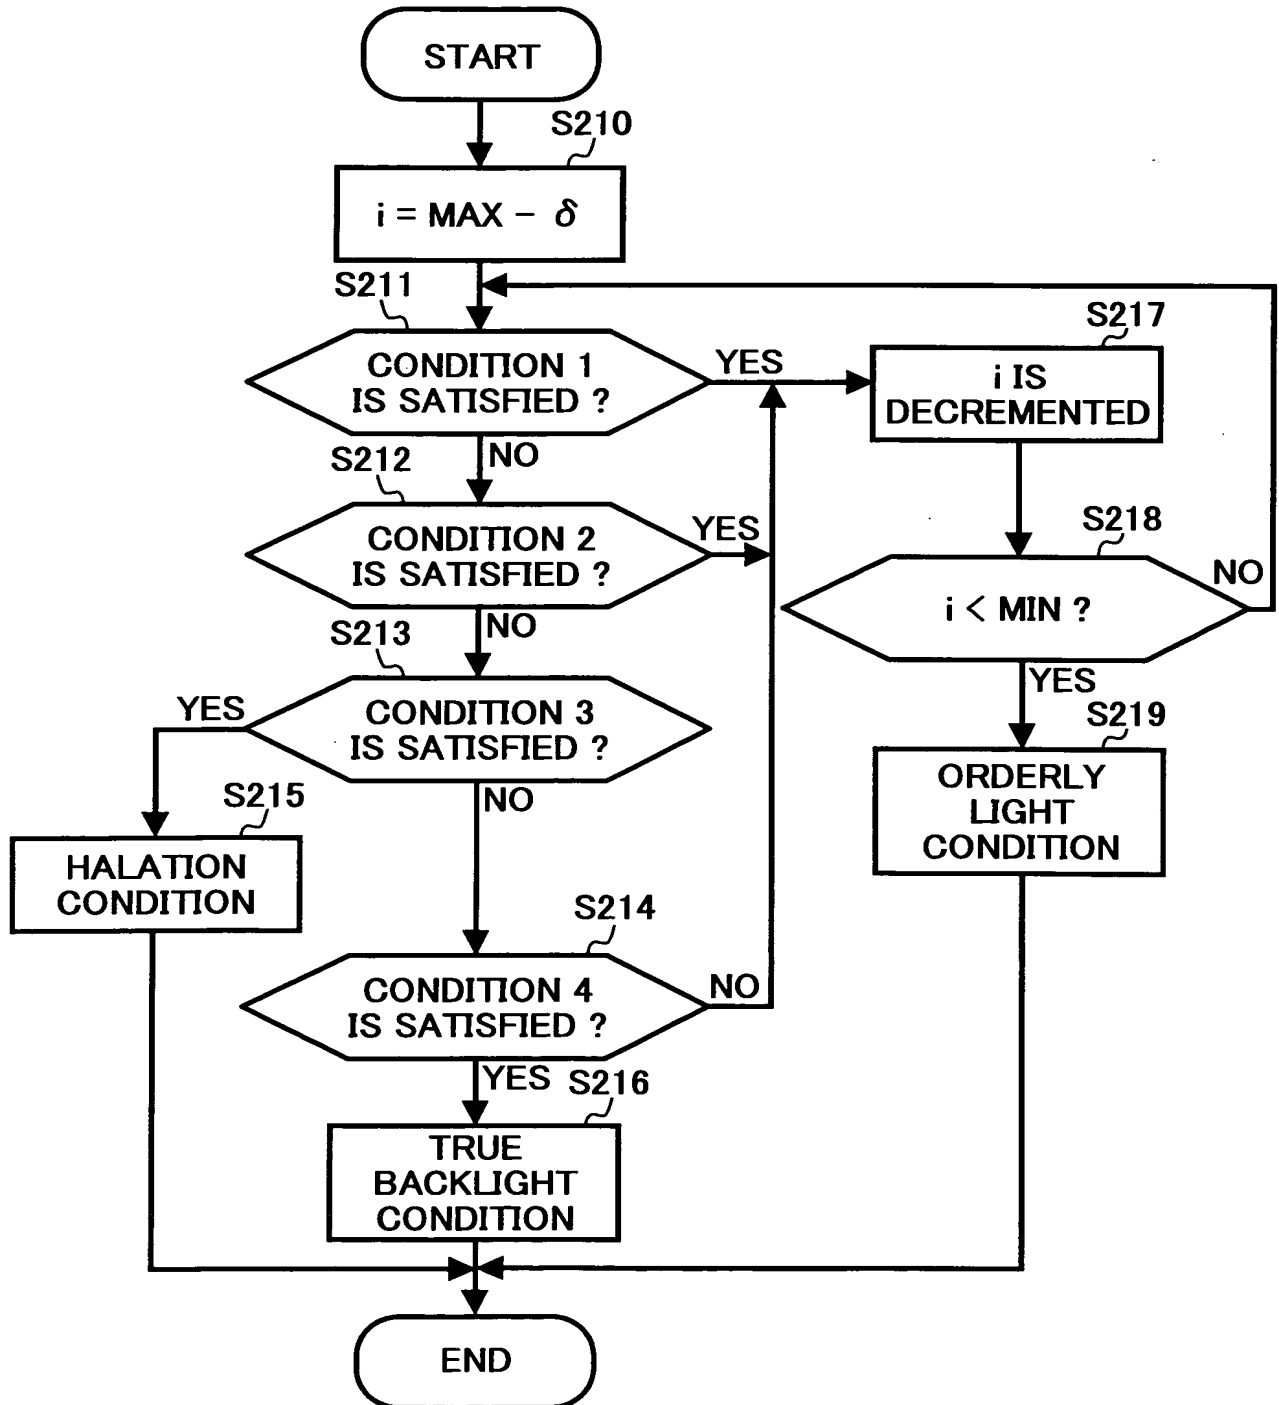 START
S210
i = MAX − δ
S211
CONDITION 1
IS SATISFIED ?
YES
S217
i IS
DECREMENTED
NO
S212
CONDITION 2
IS SATISFIED ?
YES
S218
i < MIN ?
NO
NO
S213
YES
CONDITION 3
IS SATISFIED ?
YES
S219
ORDERLY
LIGHT
CONDITION
NO
S215
HALATION
CONDITION
S214
CONDITION 4
IS SATISFIED ?
NO
YES
S216
TRUE
BACKLIGHT
CONDITION
END